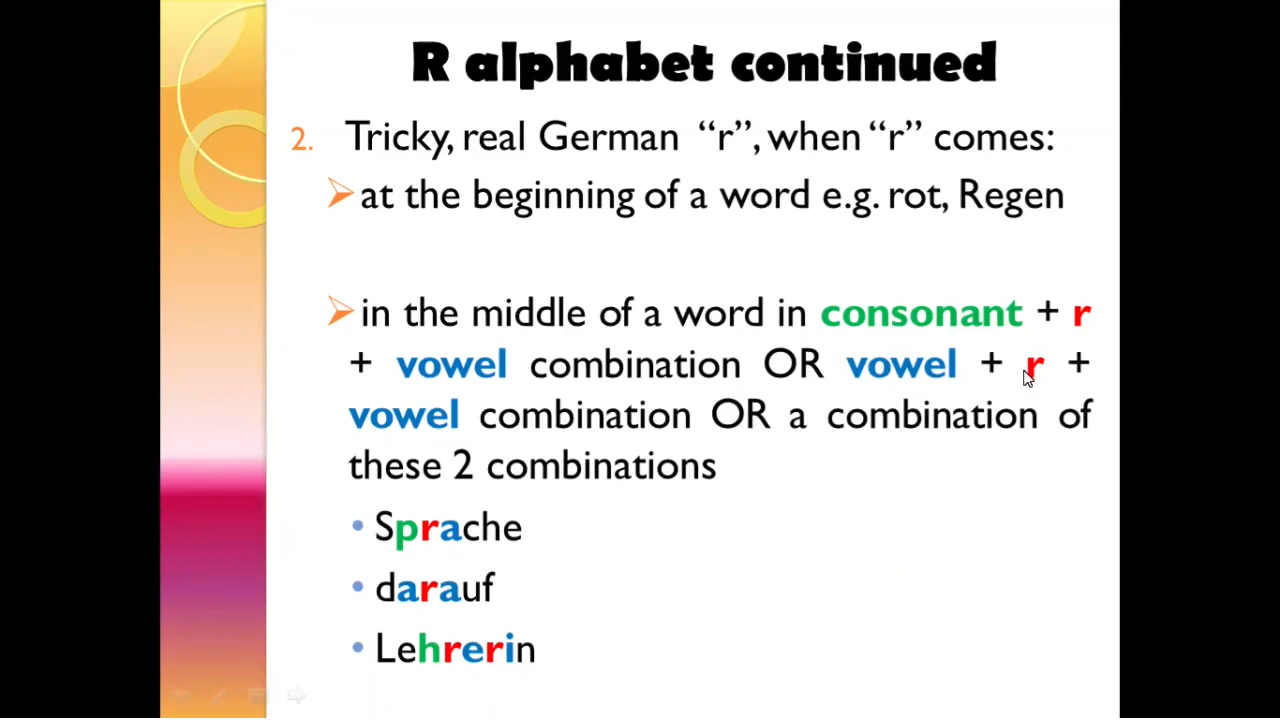 R alphabet continued
2. Tricky, real German “r”, when “r” comes:
at the beginning of a word e.g. rot, Regen
in the middle of a word in consonant + r
+ vowel combination OR vowel + r +
vowel combination OR a combination of
these 2 combinations
• Sprache
• darauf
• Lehrerin